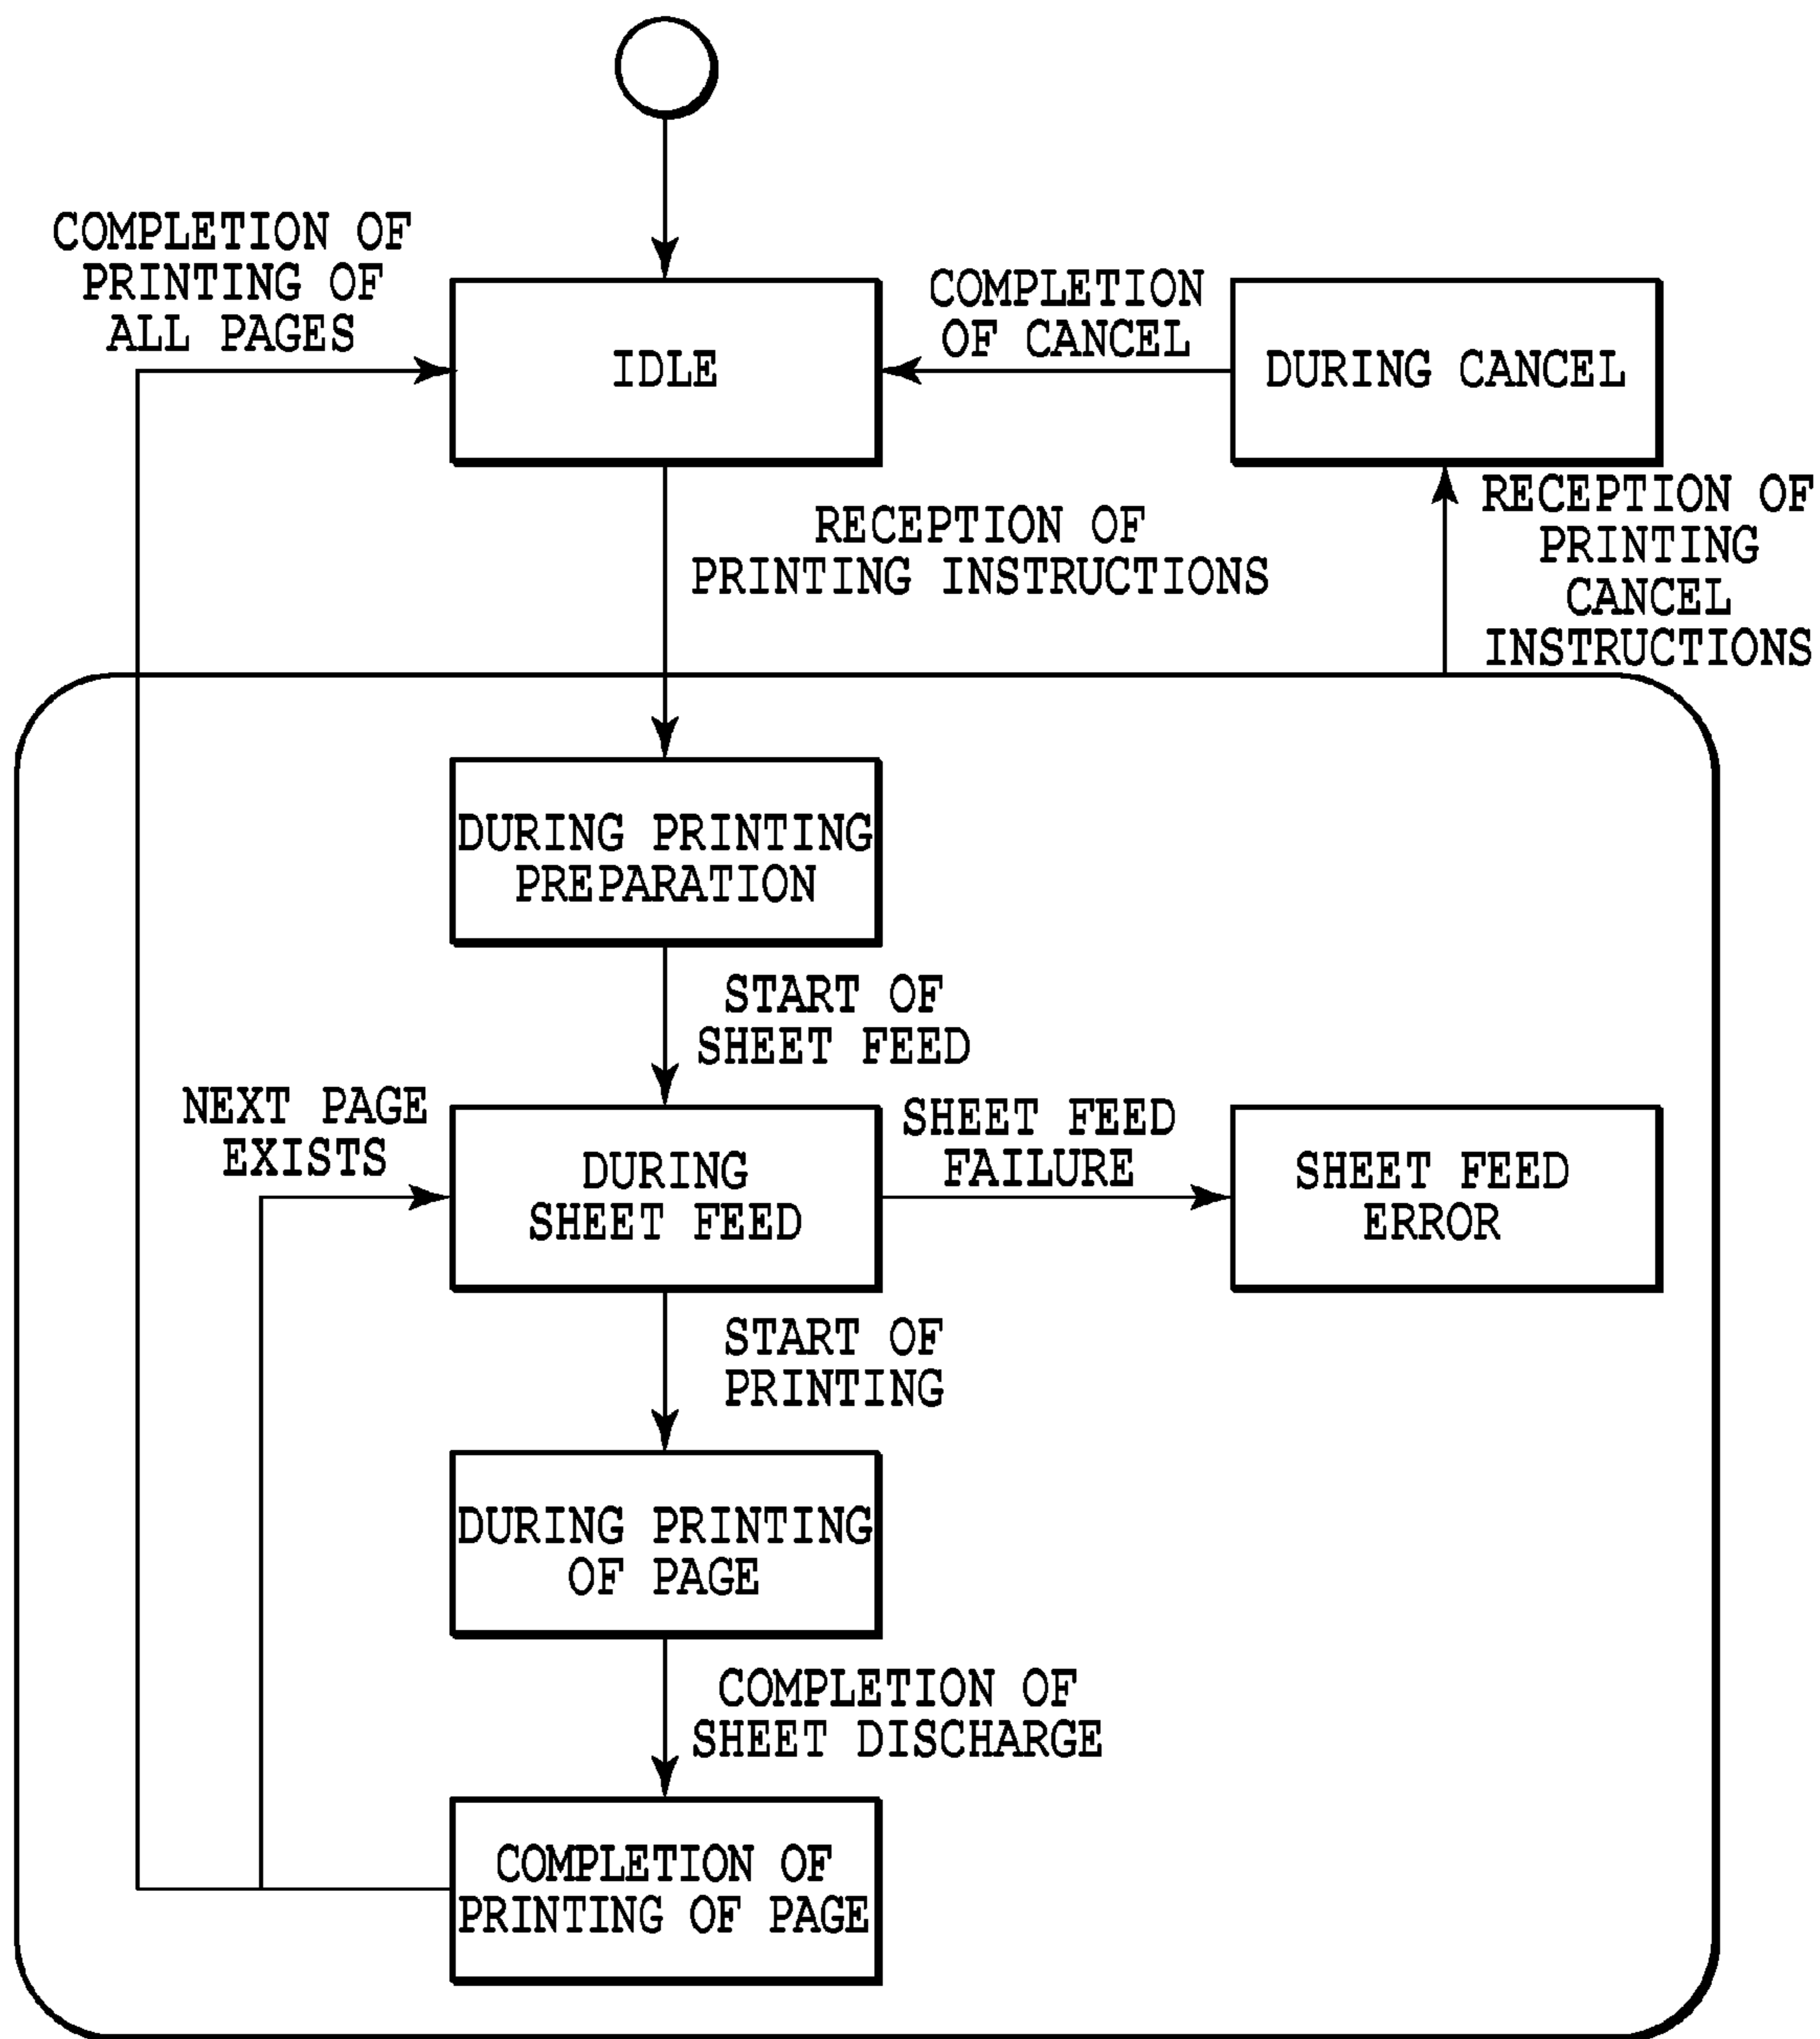 COMPLETION OF
PRINTING OF
ALL PAGES
IDLE
COMPLETION
OF CANCEL
DURING CANCEL
RECEPTION OF
PRINTING INSTRUCTIONS
RECEPTION OF
PRINTING
CANCEL
INSTRUCTIONS
DURING PRINTING
PREPARATION
START OF
SHEET FEED
NEXT PAGE
EXISTS
DURING
SHEET FEED
SHEET FEED
FAILURE
SHEET FEED
ERROR
START OF
PRINTING
DURING PRINTING
OF PAGE
COMPLETION OF
SHEET DISCHARGE
COMPLETION OF
PRINTING OF PAGE